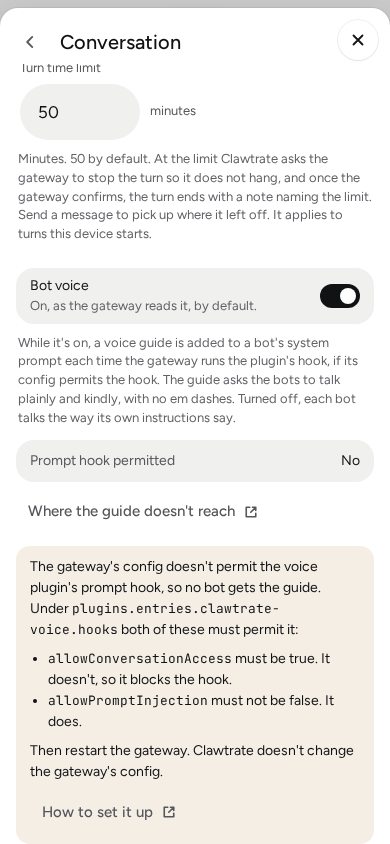 Conversation
Turn time limit
50
minutes
Minutes. 50 by default. At the limit Clawtrate asks the
gateway to stop the turn so it does not hang, and once the
gateway confirms, the turn ends with a note naming the limit.
Send a message to pick up where it left off. It applies to
turns this device starts.
Bot voice
On, as the gateway reads it, by default.
While it's on, a voice guide is added to a bot's system
prompt each time the gateway runs the plugin's hook, if its
config permits the hook. The guide asks the bots to talk
plainly and kindly, with no em dashes. Turned off, each bot
talks the way its own instructions say.
Prompt hook permitted
No
Where the guide doesn't reach
The gateway's config doesn't permit the voice
plugin's prompt hook, so no bot gets the guide.
Under plugins.entries.clawtrate-
voice.hooks both of these must permit it:
• allowConversationAccess must be true. It
doesn't, so it blocks the hook.
• allowPromptInjection must not be false. It
does.
Then restart the gateway. Clawtrate doesn't change
the gateway's config.
How to set it up